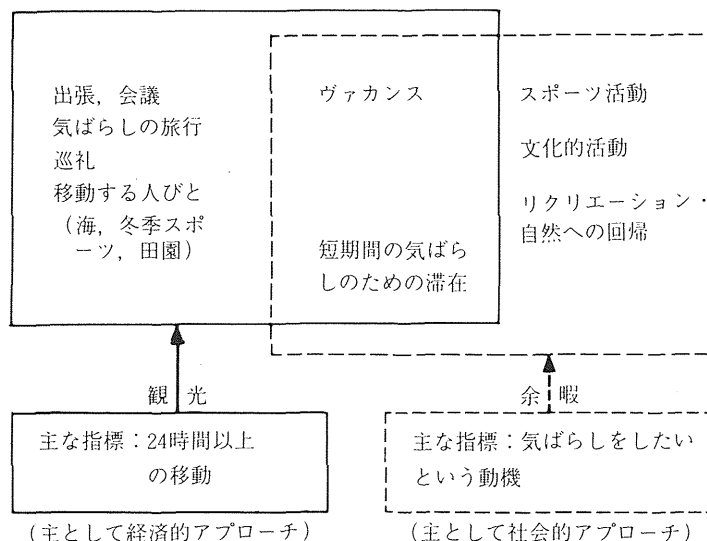 出張，会議
気ばらしの旅行
巡礼
移動する人びと
（海，冬季スポ
ーツ，田園）
ヴァカンス
短期間の気ばら
しのための滞在
スポーツ活動
文化的活動
リクリエーション・
自然への回帰
観光
余暇
主な指標：24時間以上
の移動
主な指標：気ばらしをしたい
という動機
（主として経済的アプローチ）
（主として社会的アプローチ）